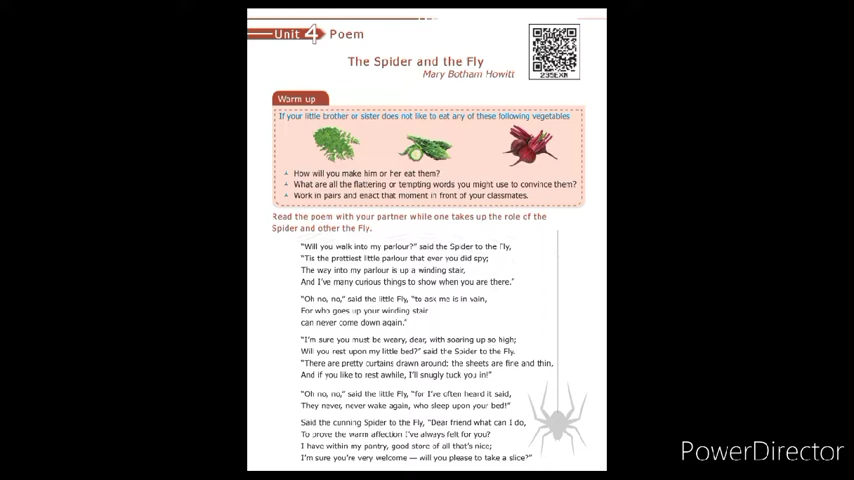 Unit 4 Poem
The Spider and the Fly
Mary Botham Howitt
235EXN
Warm up
If your little brother or sister does not like to eat any of these following vegetables
How will you make him or her eat them?
What are all the flattering or tempting words you might use to convince them?
Work in pairs and enact that moment in front of your classmates.
Read the poem with your partner while one takes up the role of the
Spider and other the Fly.
"Will you walk into my parlour?" said the Spider to the Fly,
"Tis the prettiest little parlour that ever you did spy;
The way into my parlour is up a winding stair,
And I've many curious things to show when you are there."
"Oh no, no," said the little Fly, "to ask me is in vain,
For who goes up your winding stair
can never come down again."
"I'm sure you must be weary, dear, with soaring up so high;
Will you rest upon my little bed?" said the Spider to the Fly.
"There are pretty curtains drawn around; the sheets are fine and thin,
And if you like to rest awhile, I'll snugly tuck you in!"
"Oh no, no," said the little Fly, "for I've often heard it said,
They never, never wake again, who sleep upon your bed!"
Said the cunning Spider to the Fly, "Dear friend what can I do,
To prove the warm affection I've always felt for you?
I have within my pantry, good store of all that's nice;
I'm sure you're very welcome — will you please to take a slice?"
PowerDirector